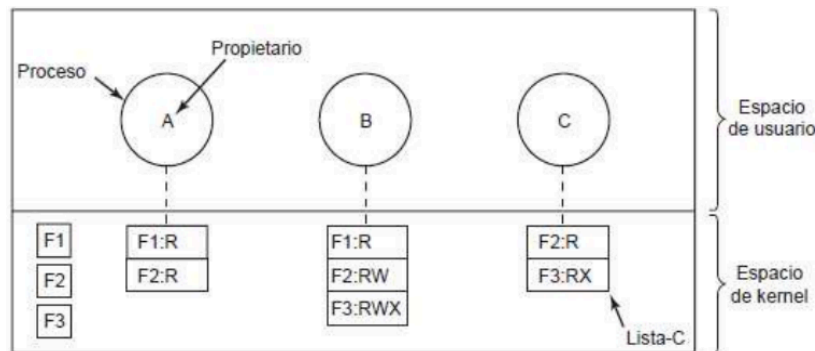 Propietario
Proceso
A
B
C
Espacio
de usuario
F1
F2
F3
F1:R
F2:R
F1:R
F2:RW
F3:RWX
F2:R
F3:RX
Espacio
de kernel
Lista-C